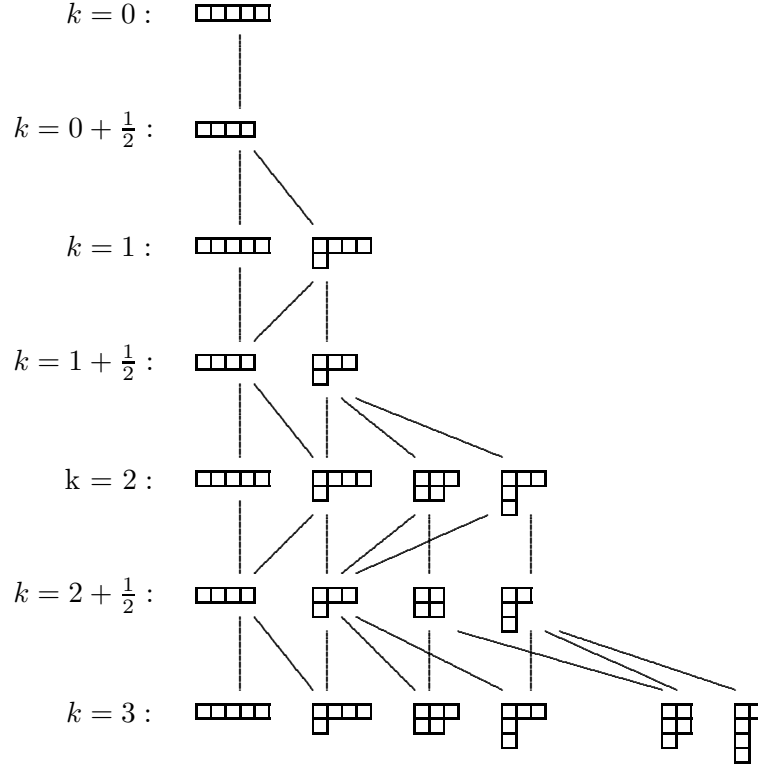 k = 0 :
k = 0 + 1/2 :
k = 1 :
k = 1 + 1/2 :
k = 2 :
k = 2 + 1/2 :
k = 3 :